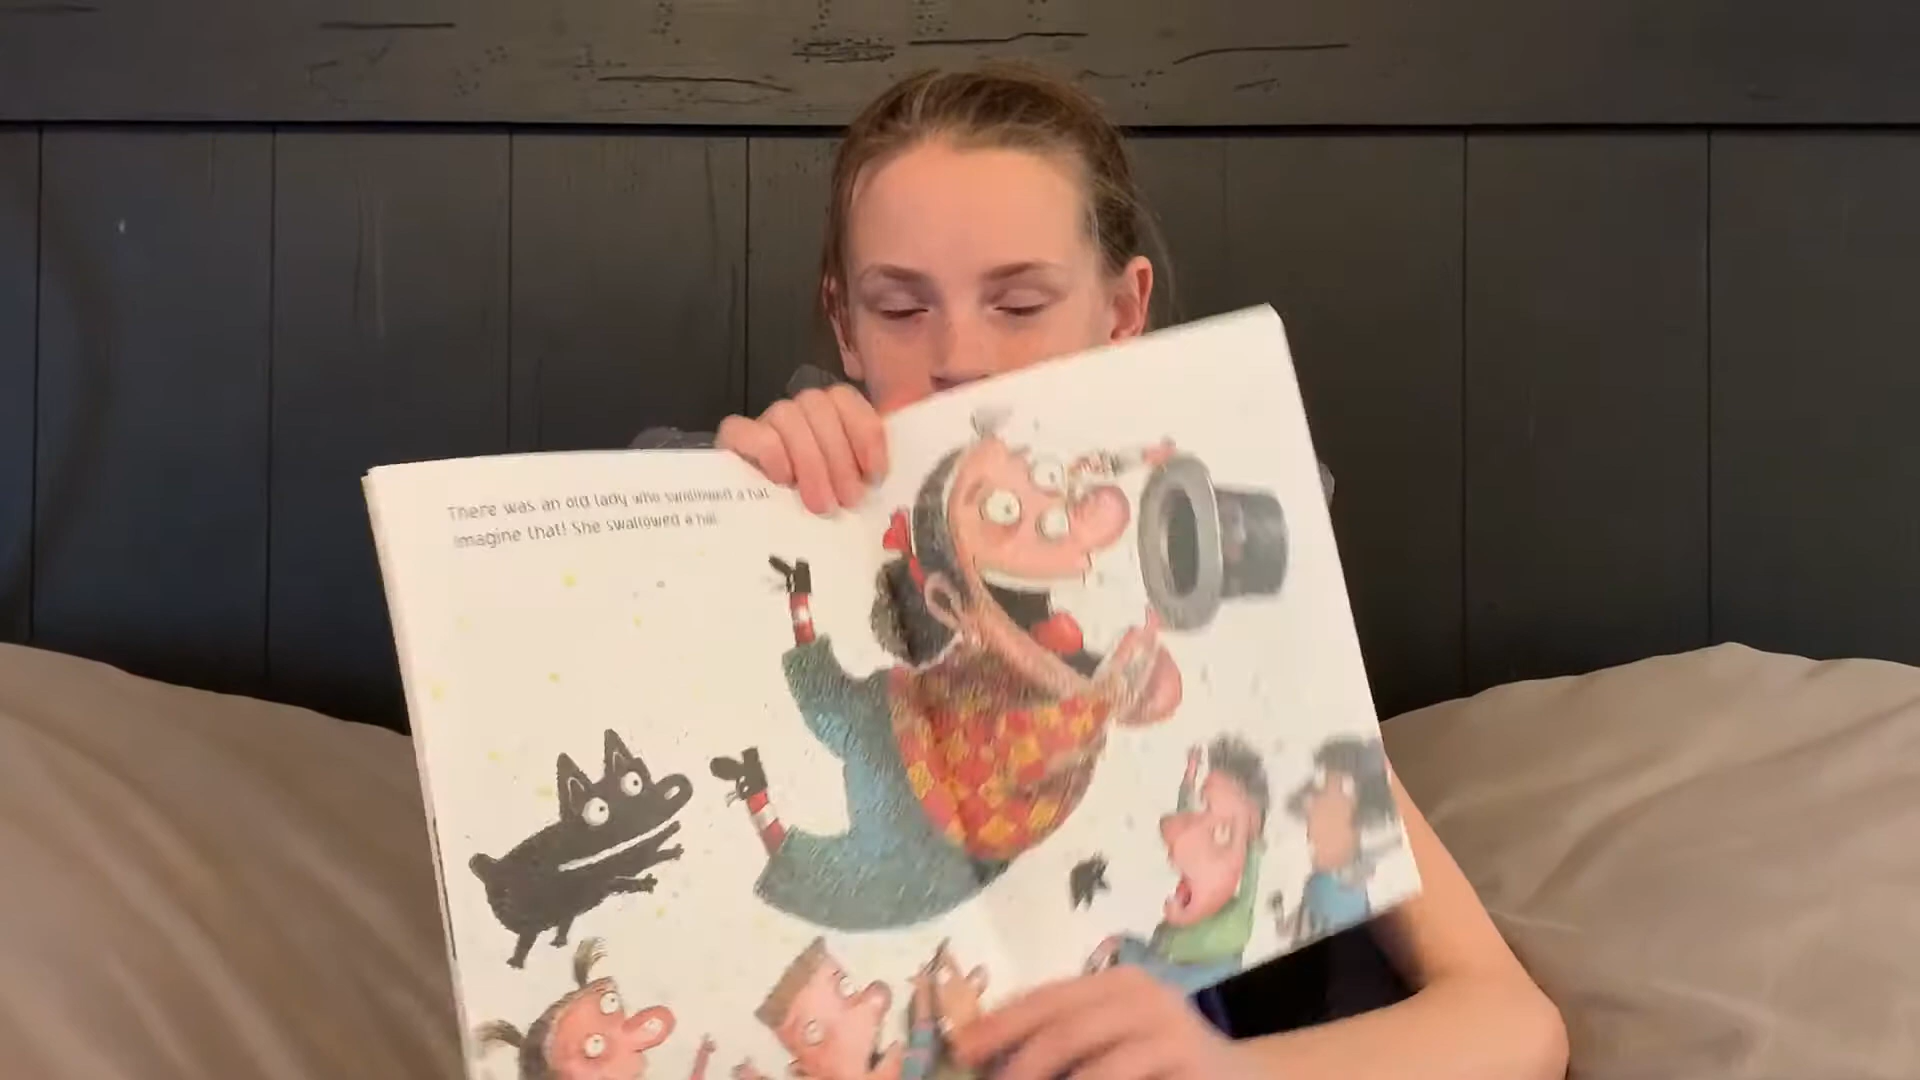 There was an old lady who swallowed a hat.
Imagine that! She swallowed a hat.